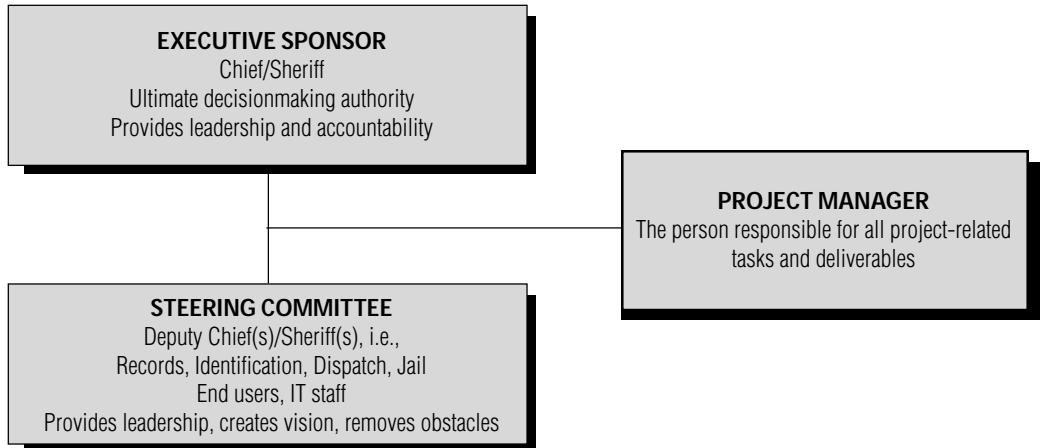 EXECUTIVE SPONSOR
Chief/Sheriff
Ultimate decisionmaking authority
Provides leadership and accountability
PROJECT MANAGER
The person responsible for all project-related
tasks and deliverables
STEERING COMMITTEE
Deputy Chief(s)/Sheriff(s), i.e.,
Records, Identification, Dispatch, Jail
End users, IT staff
Provides leadership, creates vision, removes obstacles